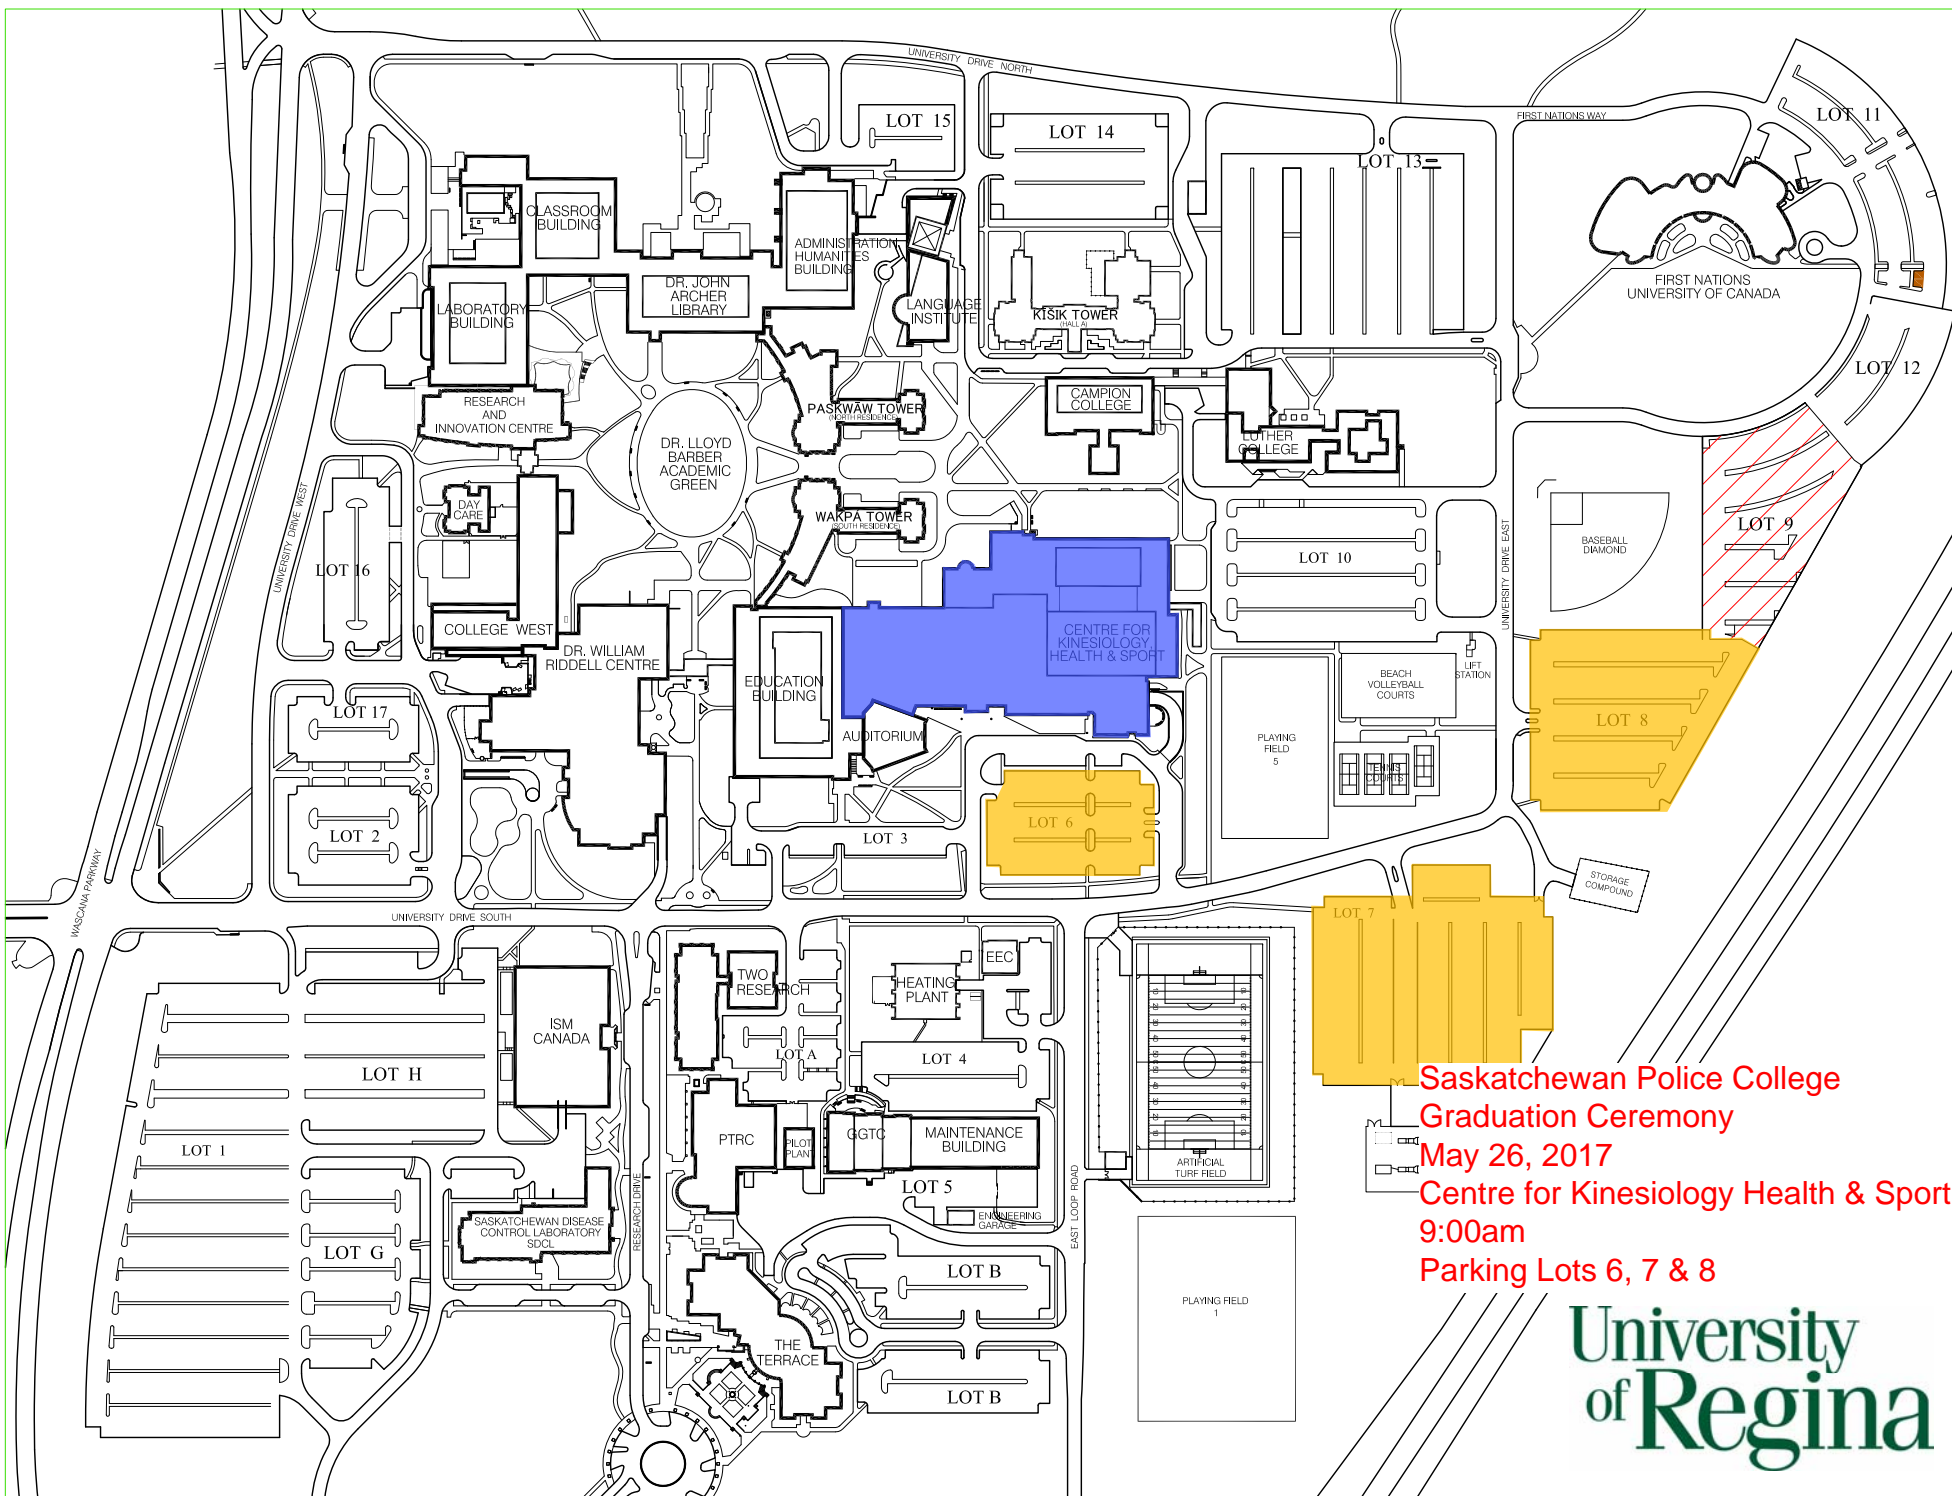 UNIVERSITY DRIVE NORTH
FIRST NATIONS WAY
LOT 11
LOT 15
LOT 14
LOT 13
CLASSROOM
BUILDING
ADMINISTRATION
HUMANITIES
BUILDING
DR. JOHN
ARCHER
LIBRARY
LABORATORY
BUILDING
LANGUAGE
INSTITUTE
KĪŠIK TOWER
(HALL A)
FIRST NATIONS
UNIVERSITY OF CANADA
LOT 12
RESEARCH
AND
INNOVATION CENTRE
PASKWĀW TOWER
(NORTH RESIDENCE)
CAMPION
COLLEGE
LUTHER
COLLEGE
DR. LLOYD
BARBER
ACADEMIC
GREEN
DAY
CARE
WAKPĀ TOWER
(SOUTH RESIDENCE)
UNIVERSITY DRIVE WEST
LOT 16
LOT 10
UNIVERSITY DRIVE EAST
BASEBALL
DIAMOND
LOT 9
COLLEGE WEST
DR. WILLIAM
RIDDELL CENTRE
EDUCATION
BUILDING
CENTRE FOR
KINESIOLOGY,
HEALTH & SPORT
BEACH
VOLLEYBALL
COURTS
LIFT
STATION
LOT 17
AUDITORIUM
PLAYING
FIELD
5
TENNIS
COURTS
LOT 8
LOT 2
LOT 3
LOT 6
WASCANA PARKWAY
UNIVERSITY DRIVE SOUTH
STORAGE
COMPOUND
LOT 7
TWO
RESEARCH
HEATING
PLANT
EEC
ISM
CANADA
LOT A
LOT 4
LOT H
LOT 1
PTRC
PILOT
PLANT
GGTC
MAINTENANCE
BUILDING
ARTIFICIAL
TURF FIELD
LOT 5
ENGINEERING
GARAGE
RESEARCH DRIVE
EAST LOOP ROAD
SASKATCHEWAN DISEASE
CONTROL LABORATORY
SDCL
LOT G
LOT B
THE
TERRACE
LOT B
PLAYING FIELD
1
Saskatchewan Police College
Graduation Ceremony
May 26, 2017
Centre for Kinesiology Health & Sport
9:00am
Parking Lots 6, 7 & 8
University
of Regina